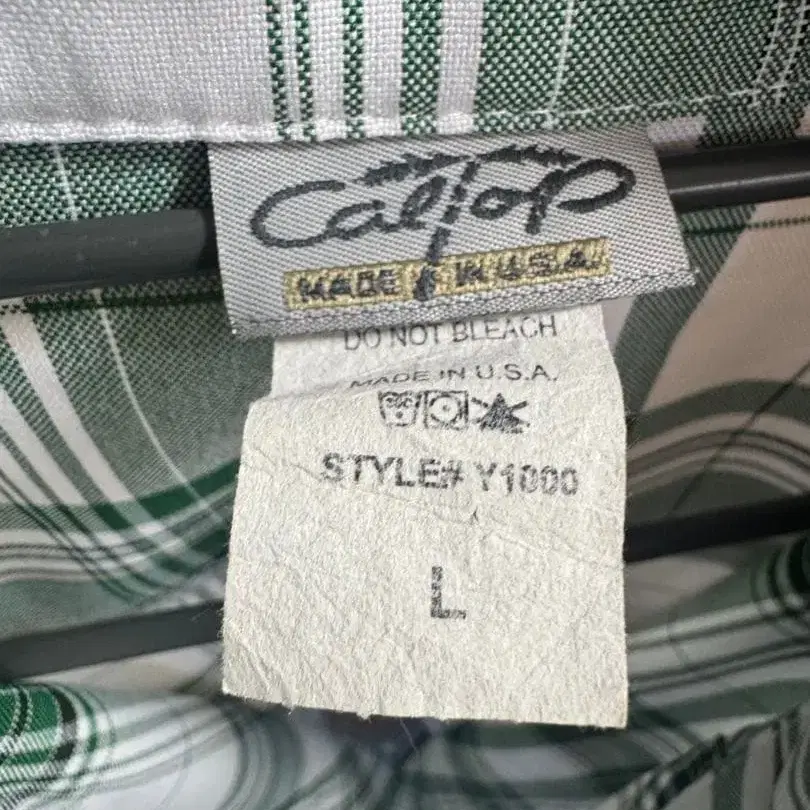 CalTop
MADE IN U.S.A.
DO NOT BLEACH
MADE IN U.S.A.
STYLE# Y1000
L